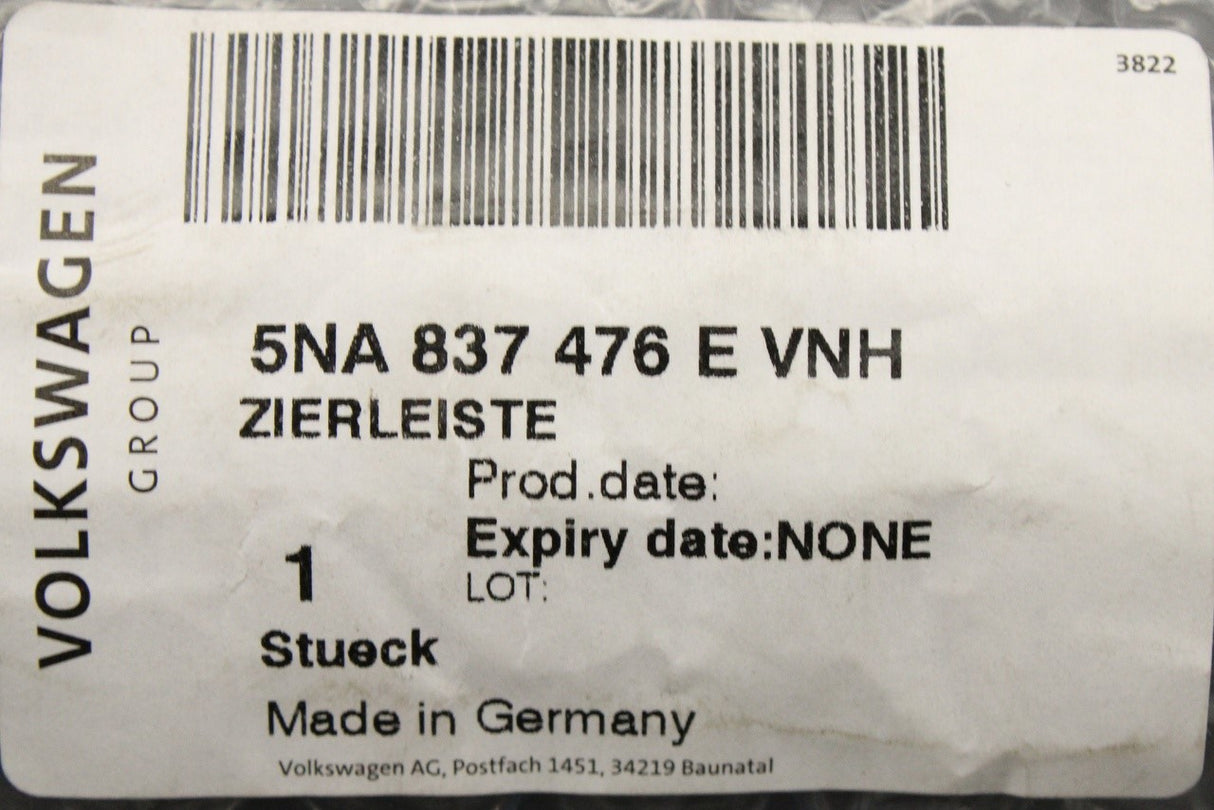 3822
VOLKSWAGEN
GROUP
5NA 837 476 E VNH
ZIERLEISTE
Prod.date:
Expiry date:NONE
1
LOT:
Stueck
Made in Germany
Volkswagen AG, Postfach 1451, 34219 Baunatal